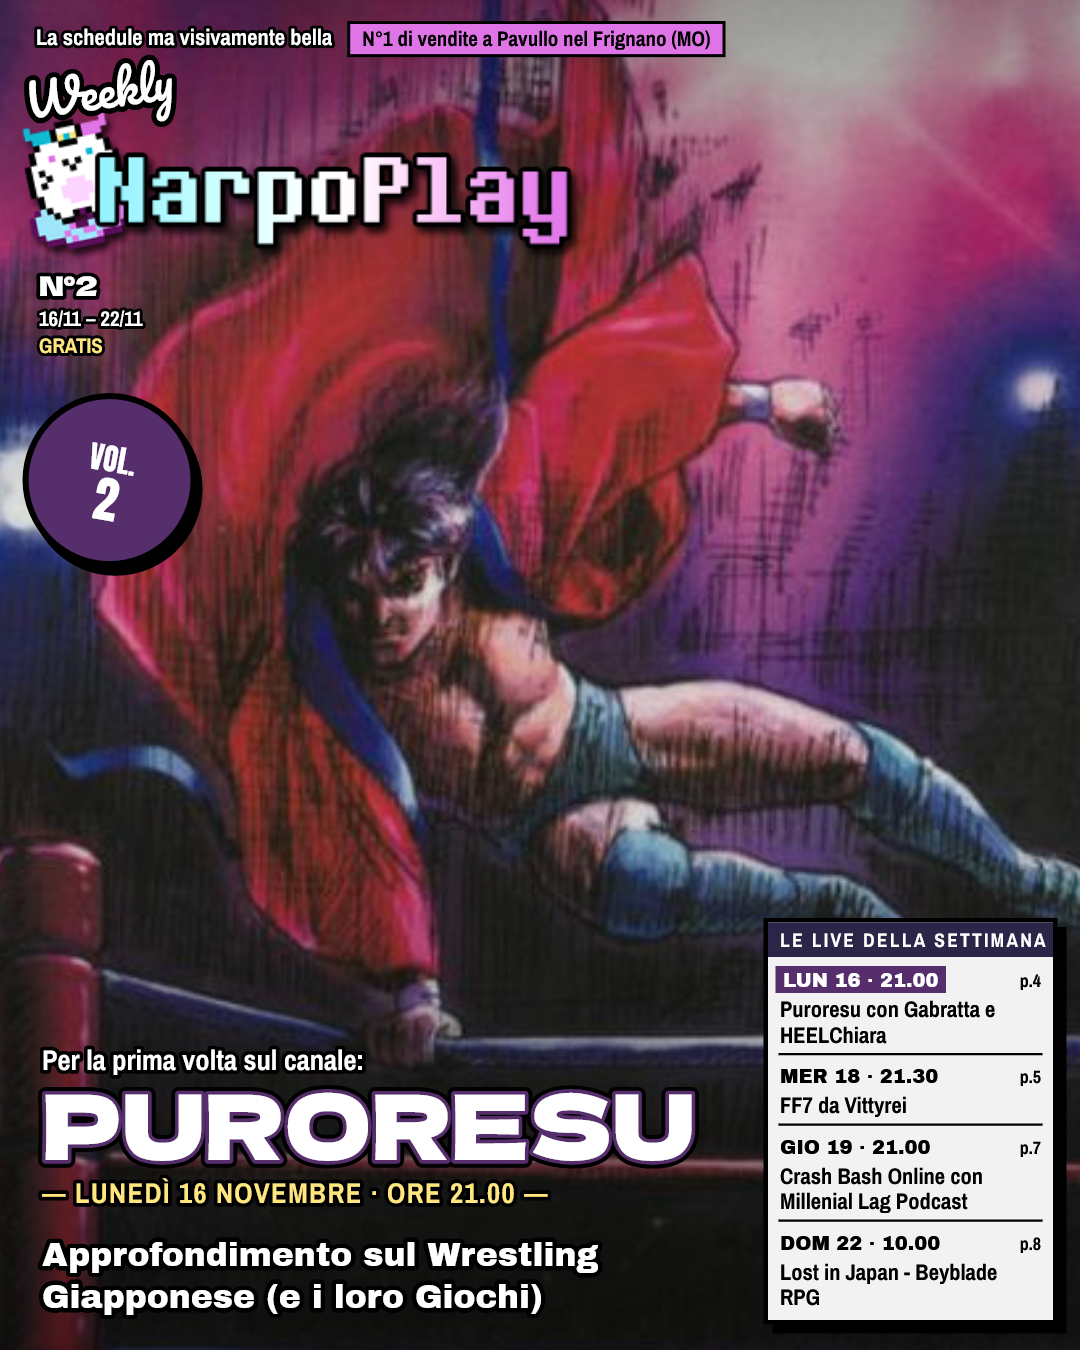 La schedule ma visivamente bella
N°1 di vendite a Pavullo nel Frignano (MO)
Weekly
NarpoPlay
N°2
16/11 – 22/11
GRATIS
VOL.
2
LE LIVE DELLA SETTIMANA
LUN 16 · 21.00 p.4
Puroresu con Gabratta e
HEELChiara
MER 18 · 21.30 p.5
FF7 da Vittyrei
GIO 19 · 21.00 p.7
Crash Bash Online con
Millenial Lag Podcast
DOM 22 · 10.00 p.8
Lost in Japan - Beyblade
RPG
Per la prima volta sul canale:
PURORESU
— LUNEDÌ 16 NOVEMBRE · ORE 21.00 —
Approfondimento sul Wrestling
Giapponese (e i loro Giochi)